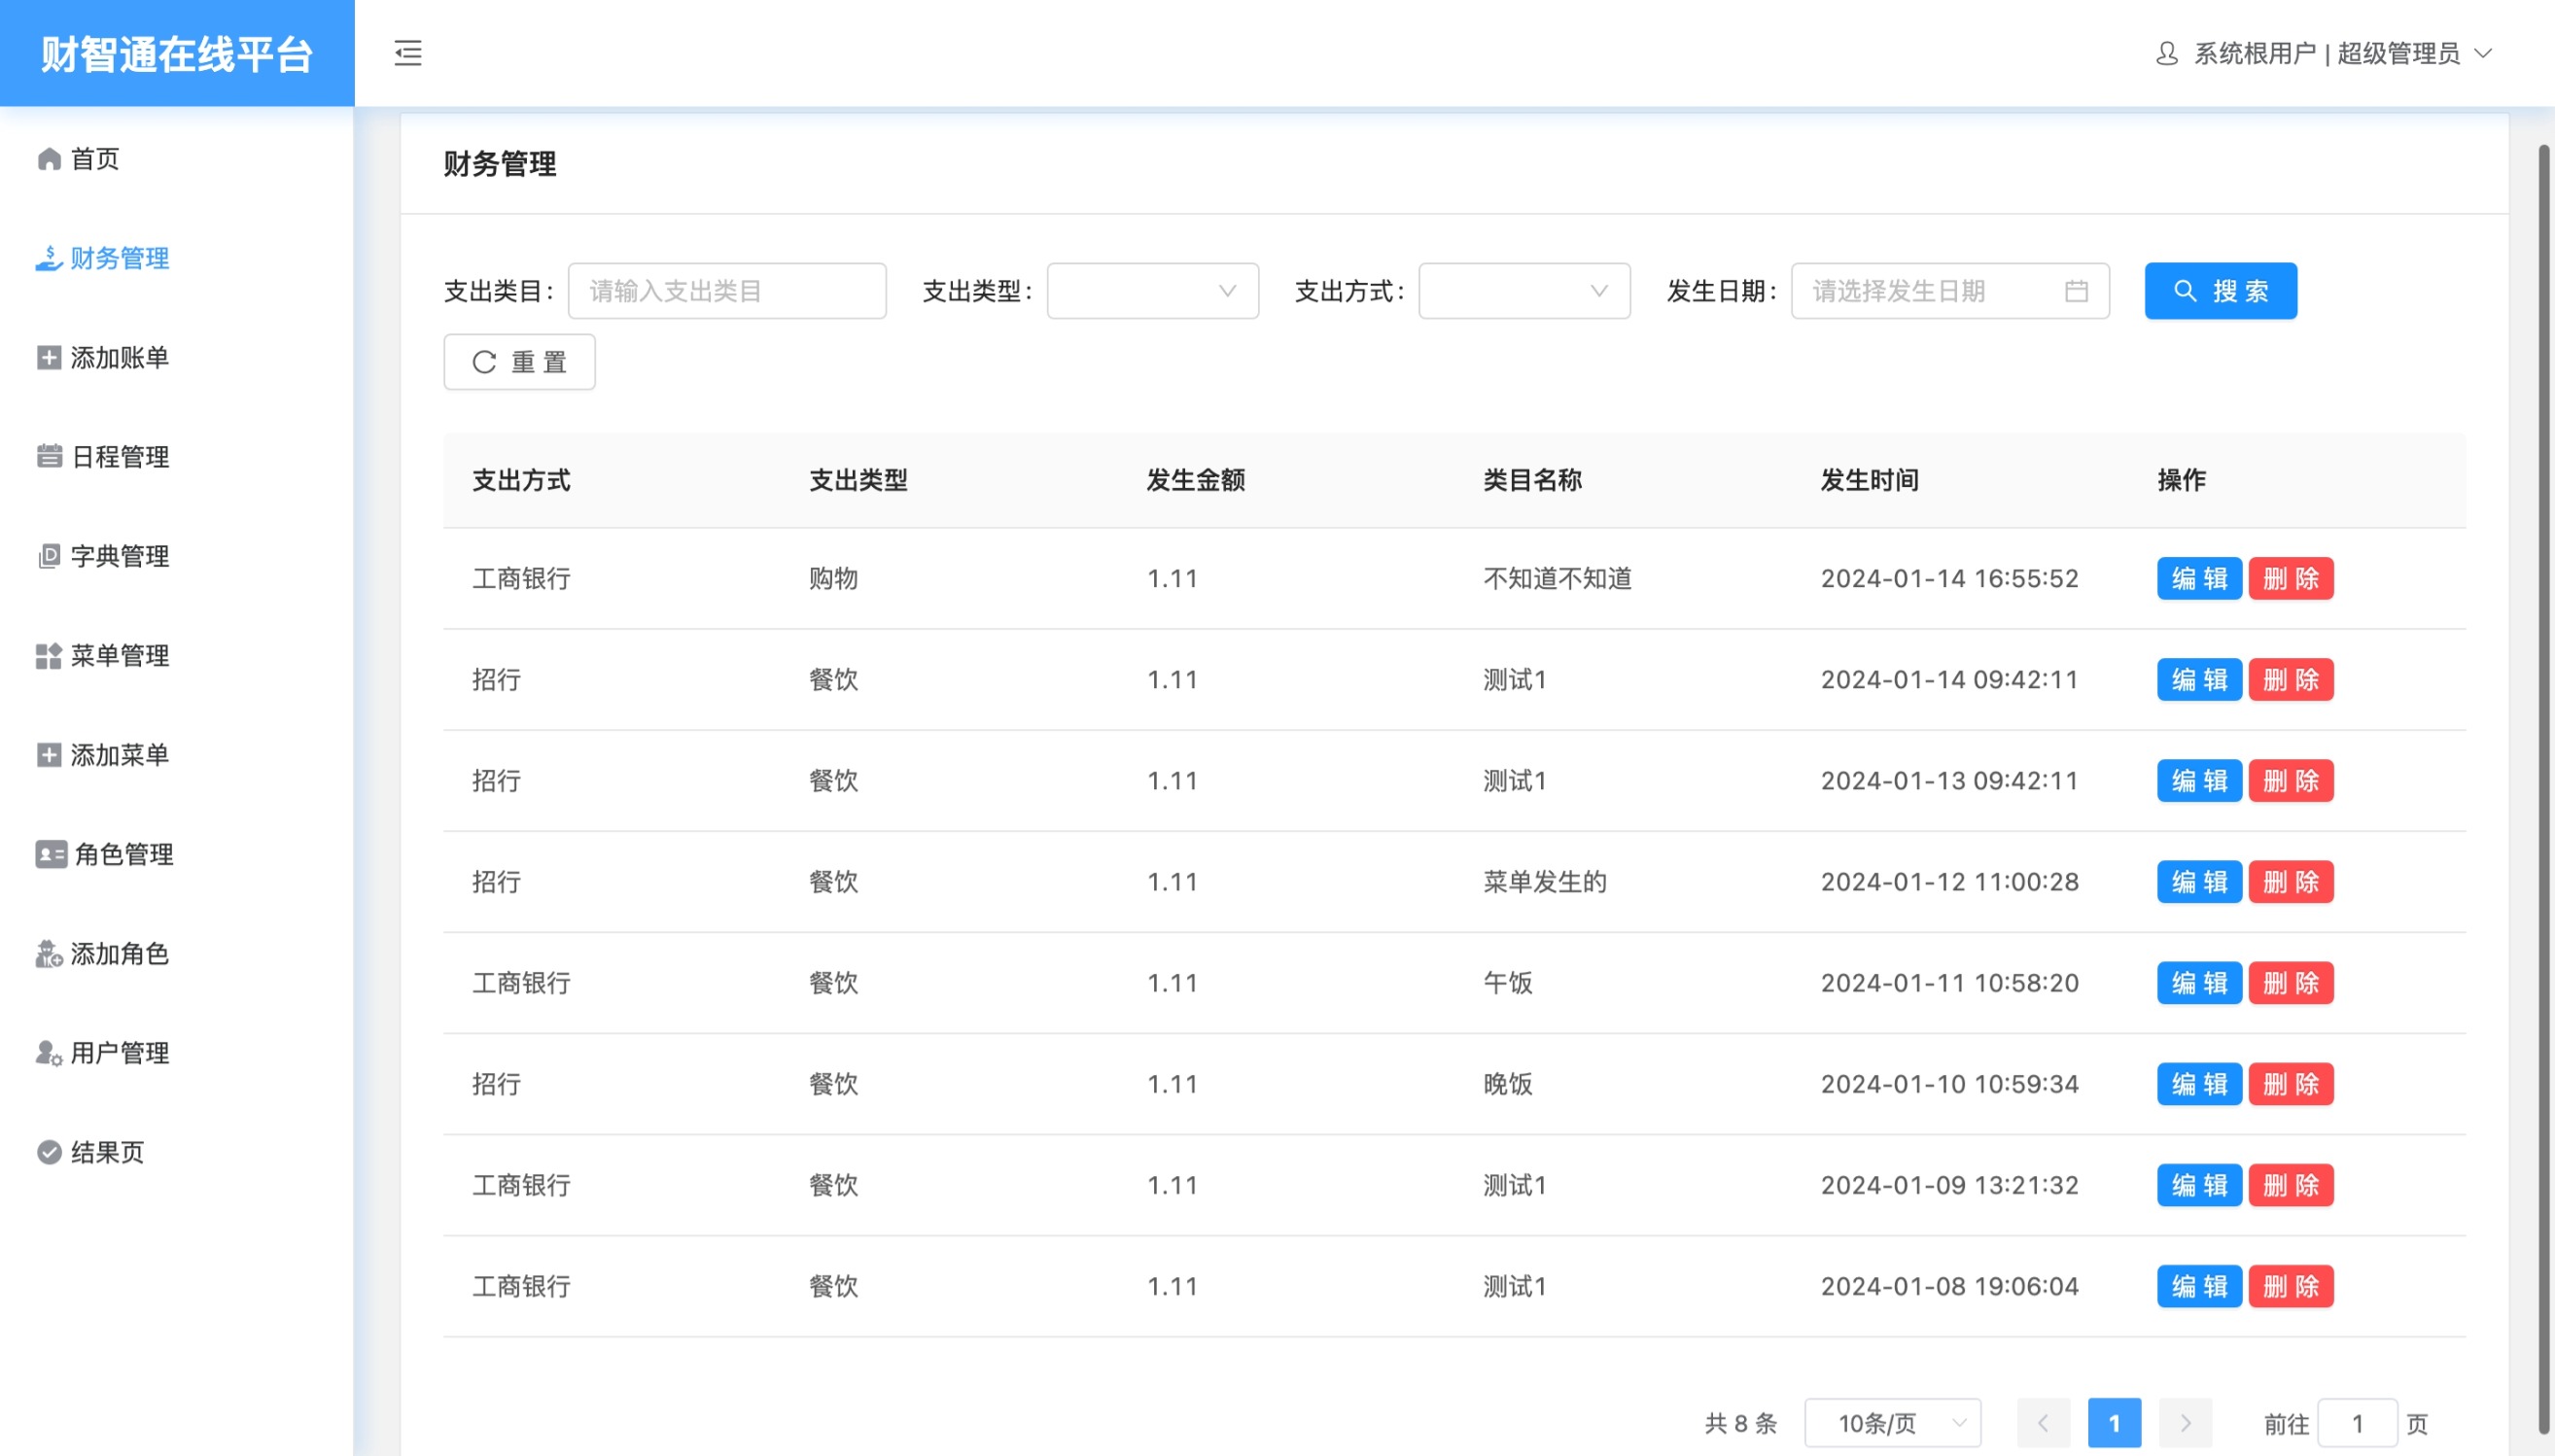 财智通在线平台
系统根用户 | 超级管理员
首页
财务管理
添加账单
日程管理
字典管理
菜单管理
添加菜单
角色管理
添加角色
用户管理
结果页
财务管理
支出类目： 请输入支出类目 支出类型： 支出方式： 发生日期： 请选择发生日期 搜 索
重 置
支出方式 支出类型 发生金额 类目名称 发生时间 操作
工商银行 购物 1.11 不知道不知道 2024-01-14 16:55:52 编 辑 删 除
招行 餐饮 1.11 测试1 2024-01-14 09:42:11 编 辑 删 除
招行 餐饮 1.11 测试1 2024-01-13 09:42:11 编 辑 删 除
招行 餐饮 1.11 菜单发生的 2024-01-12 11:00:28 编 辑 删 除
工商银行 餐饮 1.11 午饭 2024-01-11 10:58:20 编 辑 删 除
招行 餐饮 1.11 晚饭 2024-01-10 10:59:34 编 辑 删 除
工商银行 餐饮 1.11 测试1 2024-01-09 13:21:32 编 辑 删 除
工商银行 餐饮 1.11 测试1 2024-01-08 19:06:04 编 辑 删 除
共 8 条 10条/页 1 前往 1 页